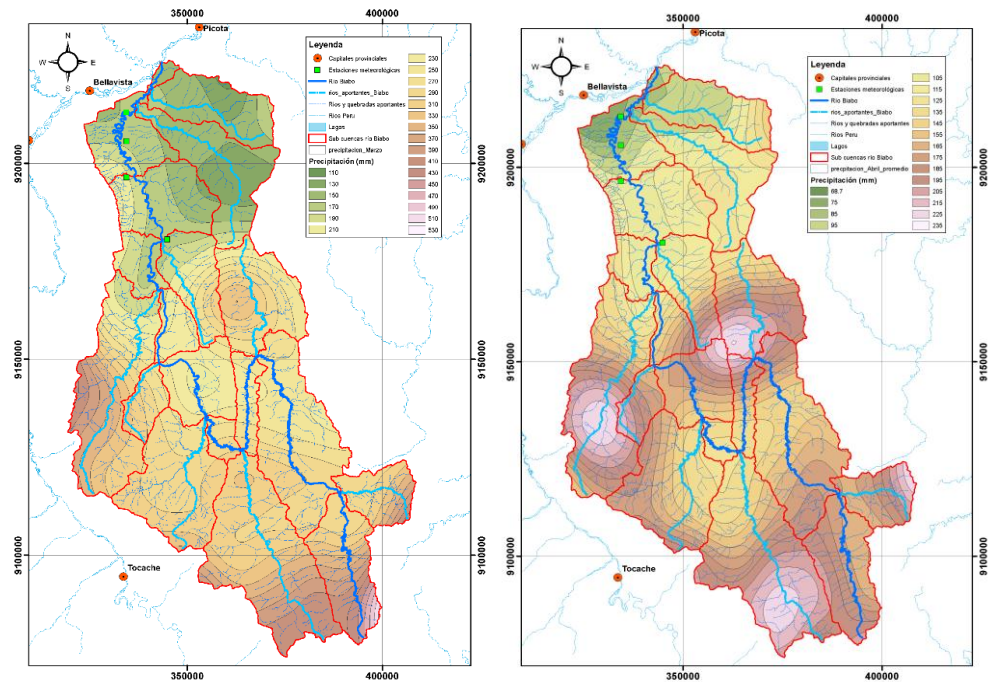 350000
400000
Picota
N
W
E
S
Bellavista
Leyenda
Capitales provinciales
Estaciones meteorológicas
Río Biabo
ríos_aportantes_Biabo
Ríos y quebradas aportantes
Ríos Peru
Lagos
Sub cuencas río Biabo
precipitacion_Marzo
Precipitación (mm)
110
130
150
170
190
210
230
250
270
290
310
330
350
370
390
410
430
450
470
490
510
530
9200000
9150000
9100000
Tocache
350000
400000
350000
400000
Picota
N
W
E
S
Bellavista
Leyenda
Capitales provinciales
Estaciones meteorológicas
Río Biabo
ríos_aportantes_Biabo
Ríos y quebradas aportantes
Ríos Peru
Lagos
Sub cuencas río Biabo
precipitacion_Abril_promedio
Precipitación (mm)
68.7
75
85
95
105
115
125
135
145
155
165
175
185
195
205
215
225
235
9200000
9150000
9100000
Tocache
350000
400000